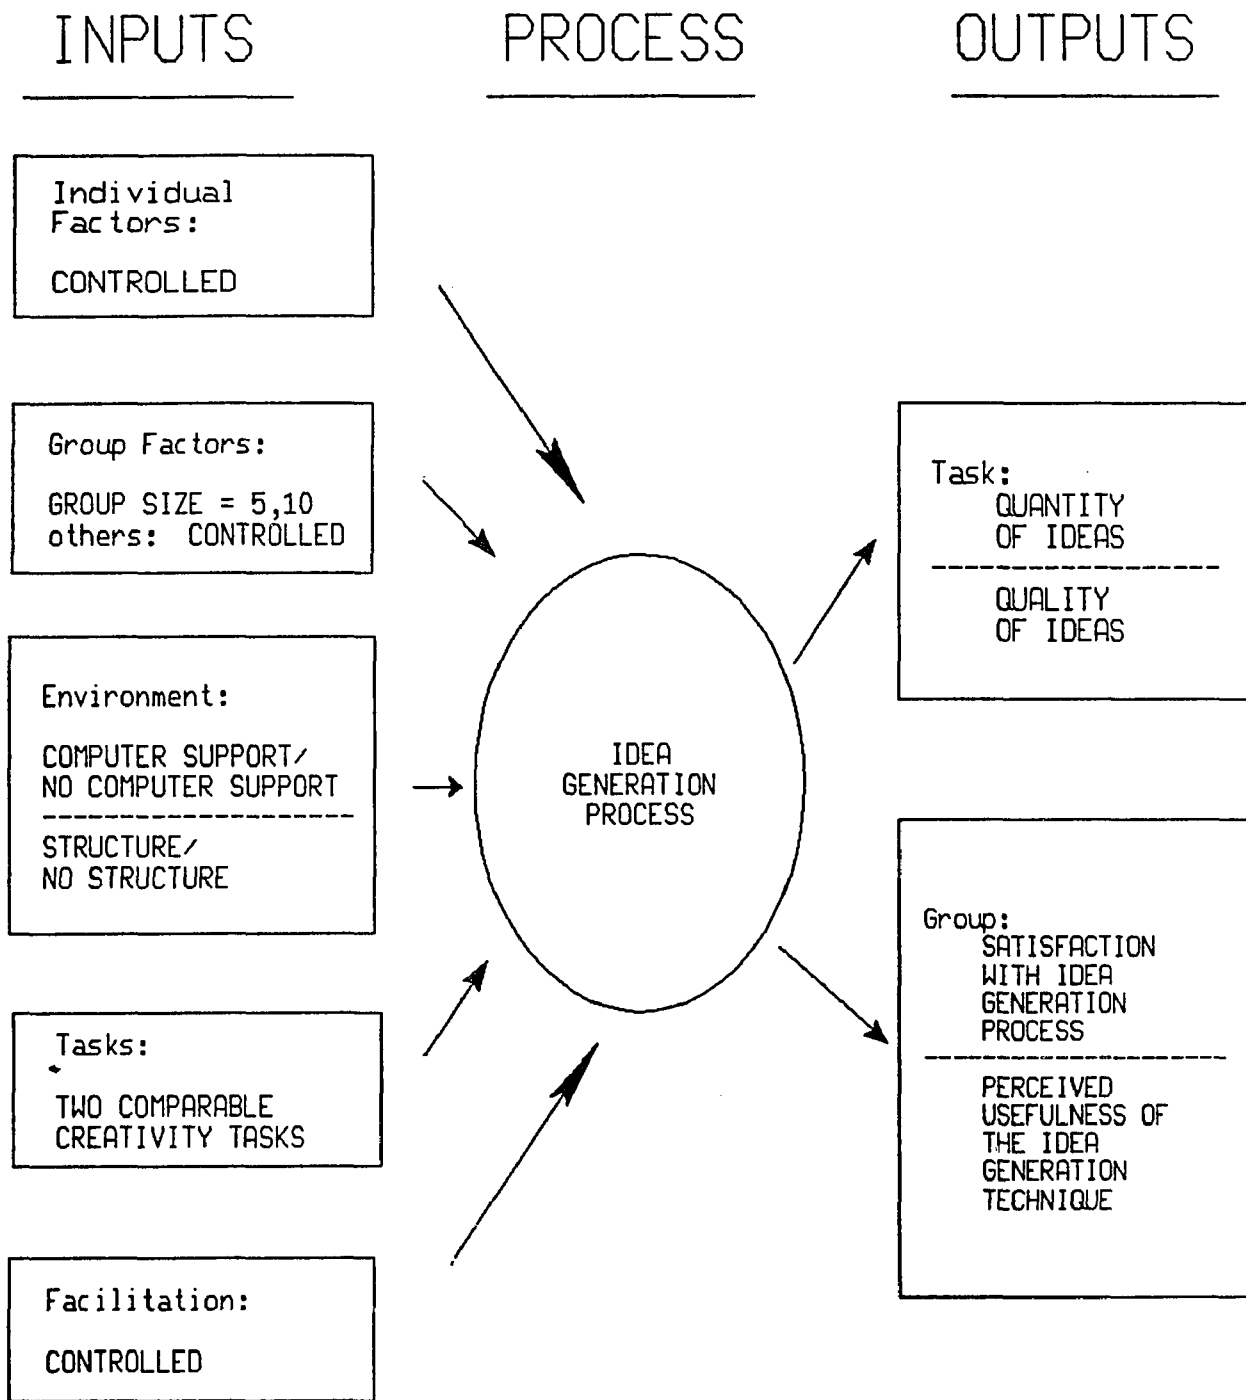 INPUTS
PROCESS
OUTPUTS
Individual
Factors:
CONTROLLED
Group Factors:
GROUP SIZE = 5,10
others: CONTROLLED
Environment:
COMPUTER SUPPORT/
NO COMPUTER SUPPORT
STRUCTURE/
NO STRUCTURE
Tasks:
TWO COMPARABLE
CREATIVITY TASKS
Facilitation:
CONTROLLED
IDEA
GENERATION
PROCESS
Task:
QUANTITY
OF IDEAS
QUALITY
OF IDEAS
Group:
SATISFACTION
WITH IDEA
GENERATION
PROCESS
PERCEIVED
USEFULNESS OF
THE IDEA
GENERATION
TECHNIQUE